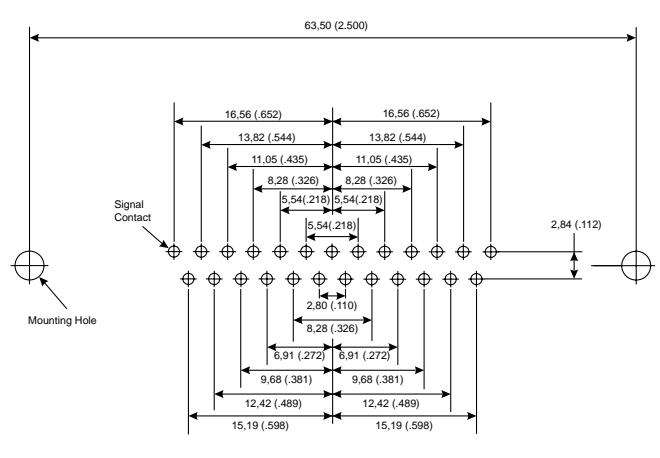 63,50 (2.500)
16,56 (.652) 16,56 (.652)
13,82 (.544) 13,82 (.544)
11,05 (.435) 11,05 (.435)
8,28 (.326) 8,28 (.326)
5,54(.218) 5,54(.218)
Signal
Contact
5,54(.218)
2,84 (.112)
2,80 (.110)
Mounting Hole
8,28 (.326)
6,91 (.272) 6,91 (.272)
9,68 (.381) 9,68 (.381)
12,42 (.489) 12,42 (.489)
15,19 (.598) 15,19 (.598)